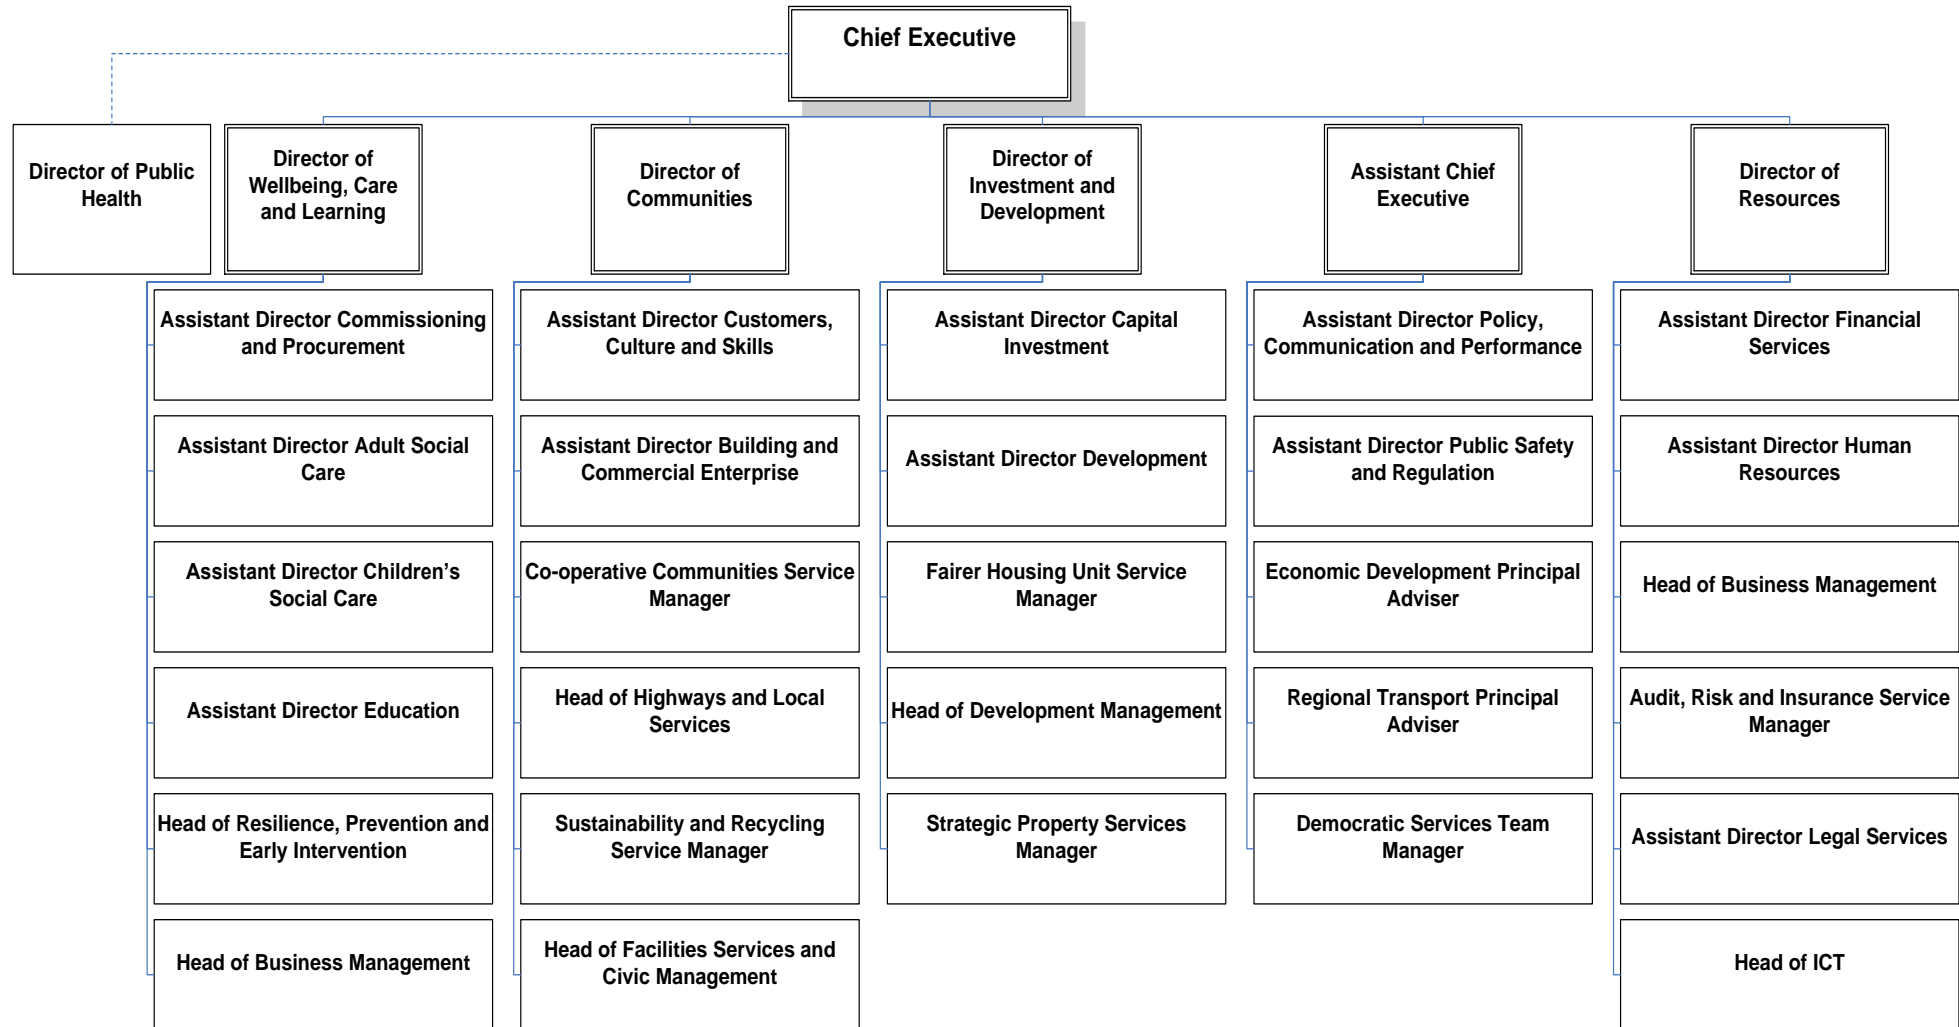 Chief Executive
Director of Public
Health
Director of
Wellbeing, Care
and Learning
Director of
Communities
Director of
Investment and
Development
Assistant Chief
Executive
Director of
Resources
Assistant Director Commissioning
and Procurement
Assistant Director Adult Social
Care
Assistant Director Children’s
Social Care
Assistant Director Education
Head of Resilience, Prevention and
Early Intervention
Head of Business Management
Assistant Director Customers,
Culture and Skills
Assistant Director Building and
Commercial Enterprise
Co-operative Communities Service
Manager
Head of Highways and Local
Services
Sustainability and Recycling
Service Manager
Head of Facilities Services and
Civic Management
Assistant Director Capital
Investment
Assistant Director Development
Fairer Housing Unit Service
Manager
Head of Development Management
Strategic Property Services
Manager
Assistant Director Policy,
Communication and Performance
Assistant Director Public Safety
and Regulation
Economic Development Principal
Adviser
Regional Transport Principal
Adviser
Democratic Services Team
Manager
Assistant Director Financial
Services
Assistant Director Human
Resources
Head of Business Management
Audit, Risk and Insurance Service
Manager
Assistant Director Legal Services
Head of ICT